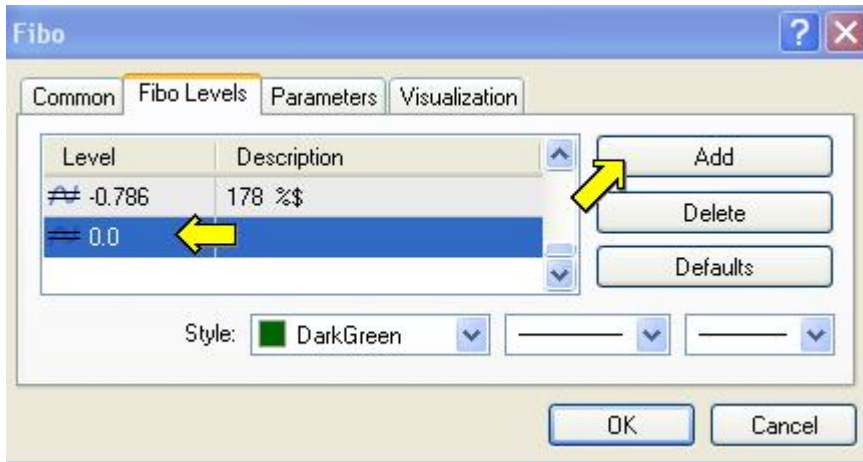 Fibo
Common Fibo Levels Parameters Visualization
Level Description
-0.786 178 %$
0.0
Add
Delete
Defaults
Style: DarkGreen
OK Cancel